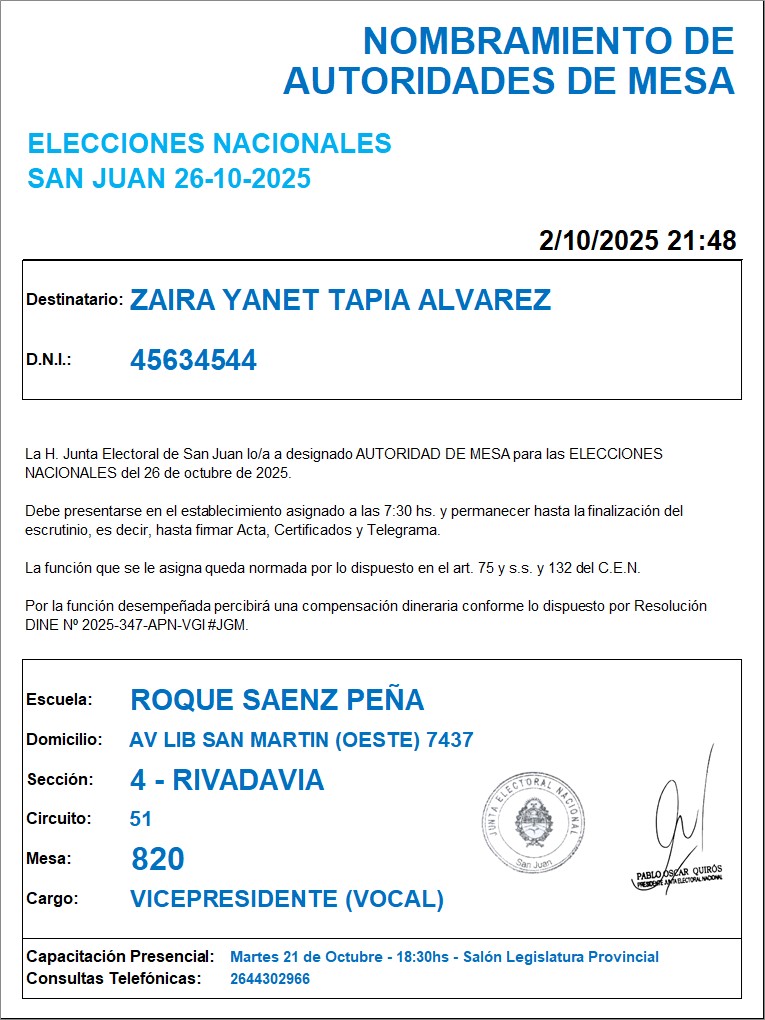 NOMBRAMIENTO DE
AUTORIDADES DE MESA
ELECCIONES NACIONALES
SAN JUAN 26-10-2025
2/10/2025 21:48
Destinatario: ZAIRA YANET TAPIA ALVAREZ
D.N.I.: 45634544
La H. Junta Electoral de San Juan lo/a a designado AUTORIDAD DE MESA para las ELECCIONES
NACIONALES del 26 de octubre de 2025.
Debe presentarse en el establecimiento asignado a las 7:30 hs. y permanecer hasta la finalización del
escrutinio, es decir, hasta firmar Acta, Certificados y Telegrama.
La función que se le asigna queda normada por lo dispuesto en el art. 75 y s.s. y 132 del C.E.N.
Por la función desempeñada percibirá una compensación dineraria conforme lo dispuesto por Resolución
DINE Nº 2025-347-APN-VGI#JGM.
Escuela: ROQUE SAENZ PEÑA
Domicilio: AV LIB SAN MARTIN (OESTE) 7437
Sección: 4 - RIVADAVIA
Circuito: 51
Mesa: 820
Cargo: VICEPRESIDENTE (VOCAL)
JUNTA ELECTORAL NACIONAL
San Juan
PABLO OSCAR QUIRÓS
PRESIDENTE JUNTA ELECTORAL NACIONAL
Capacitación Presencial: Martes 21 de Octubre - 18:30hs - Salón Legislatura Provincial
Consultas Telefónicas: 2644302966